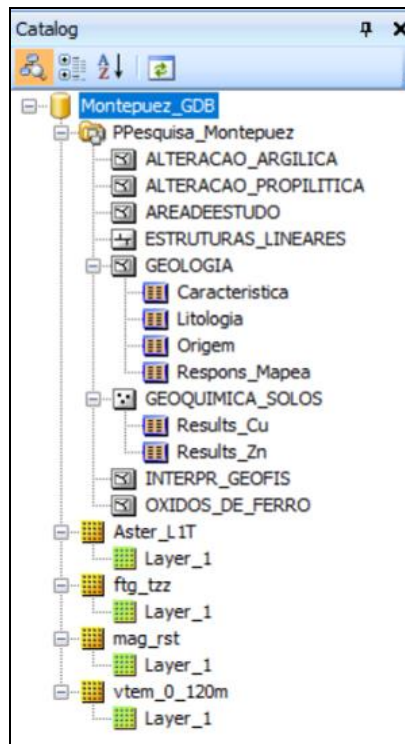 Catalog
Montepuez_GDB
PPesquisa_Montepuez
ALTERACAO_ARGILICA
ALTERACAO_PROPILITICA
AREADEESTUDO
ESTRUTURAS_LINEARES
GEOLOGIA
Caracteristica
Litologia
Origem
Respons_Mapea
GEOQUIMICA_SOLOS
Results_Cu
Results_Zn
INTERPR_GEOFIS
OXIDOS_DE_FERRO
Aster_L1T
Layer_1
ftg_tzz
Layer_1
mag_rst
Layer_1
vtem_0_120m
Layer_1